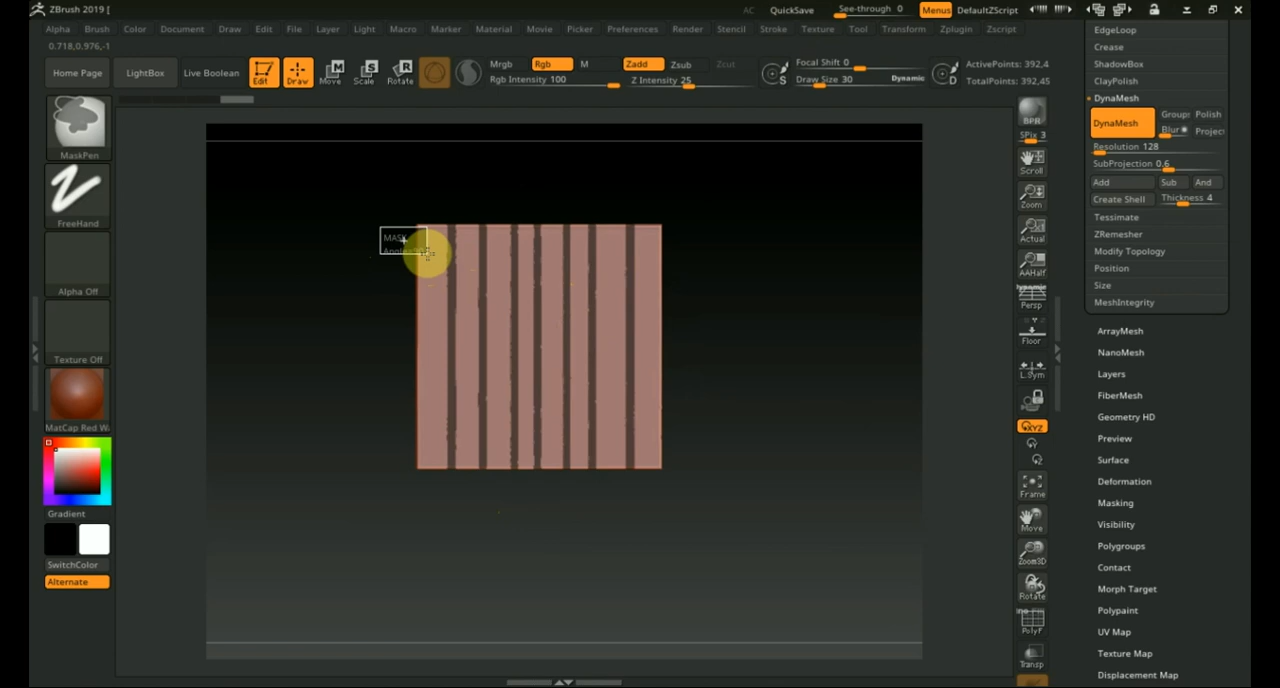 ZBrush 2019 [
AC QuickSave See-through 0 Menus DefaultZScript
Alpha Brush Color Document Draw Edit File Layer Light Macro Marker Material Movie Picker Preferences Render Stencil Stroke Texture Tool Transform Zplugin Zscript
0.718,0.976,-1
Home Page LightBox Live Boolean Edit Draw Move Scale Rotate
Mrgb Rgb M Zadd Zsub Zcut
Rgb Intensity 100 Z Intensity 25
Focal Shift 0
Draw Size 30 Dynamic
ActivePoints: 392,4
TotalPoints: 392,45
S
D
MaskPen
FreeHand
Alpha Off
Texture Off
MatCap Red W
Gradient
SwitchColor
Alternate
MASK
BPR
SPix 3
Scroll
Zoom
Actual
AAHalf
Dynamic
Persp
Floor
L.Sym
XYZ
Frame
Move
Zoom3D
Rotate
PolyF
Transp
EdgeLoop
Crease
ShadowBox
ClayPolish
DynaMesh
DynaMesh Groups Polish
Blur Project
Resolution 128
SubProjection 0.6
Add Sub And
Create Shell Thickness 4
Tessimate
ZRemesher
Modify Topology
Position
Size
MeshIntegrity
ArrayMesh
NanoMesh
Layers
FiberMesh
Geometry HD
Preview
Surface
Deformation
Masking
Visibility
Polygroups
Contact
Morph Target
Polypaint
UV Map
Texture Map
Displacement Map